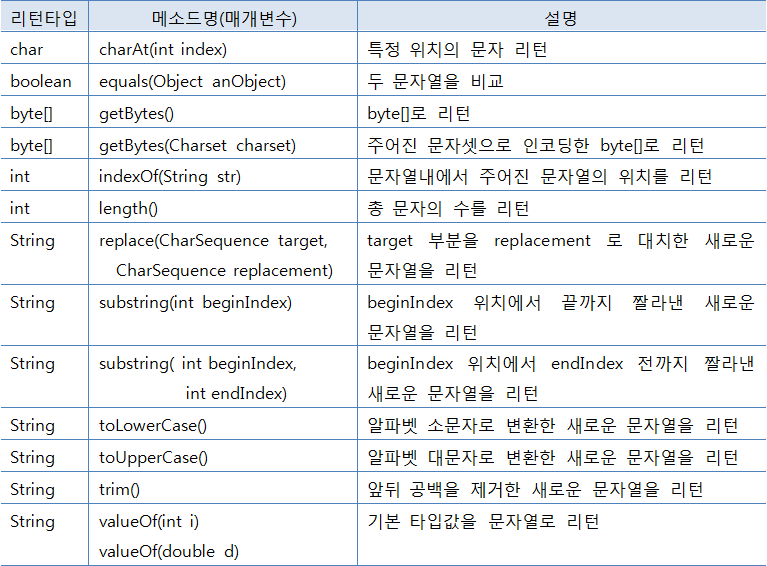 리턴타입 메소드명(매개변수) 설명
char charAt(int index) 특정 위치의 문자 리턴
boolean equals(Object anObject) 두 문자열을 비교
byte[] getBytes() byte[]로 리턴
byte[] getBytes(Charset charset) 주어진 문자셋으로 인코딩한 byte[]로 리턴
int indexOf(String str) 문자열내에서 주어진 문자열의 위치를 리턴
int length() 총 문자의 수를 리턴
String replace(CharSequence target, target 부분을 replacement 로 대치한 새로운
CharSequence replacement) 문자열을 리턴
String substring(int beginIndex) beginIndex 위치에서 끝까지 짤라낸 새로운
문자열을 리턴
String substring( int beginIndex, beginIndex 위치에서 endIndex 전까지 짤라낸
int endIndex) 새로운 문자열을 리턴
String toLowerCase() 알파벳 소문자로 변환한 새로운 문자열을 리턴
String toUpperCase() 알파벳 대문자로 변환한 새로운 문자열을 리턴
String trim() 앞뒤 공백을 제거한 새로운 문자열을 리턴
String valueOf(int i) 기본 타입값을 문자열로 리턴
valueOf(double d)